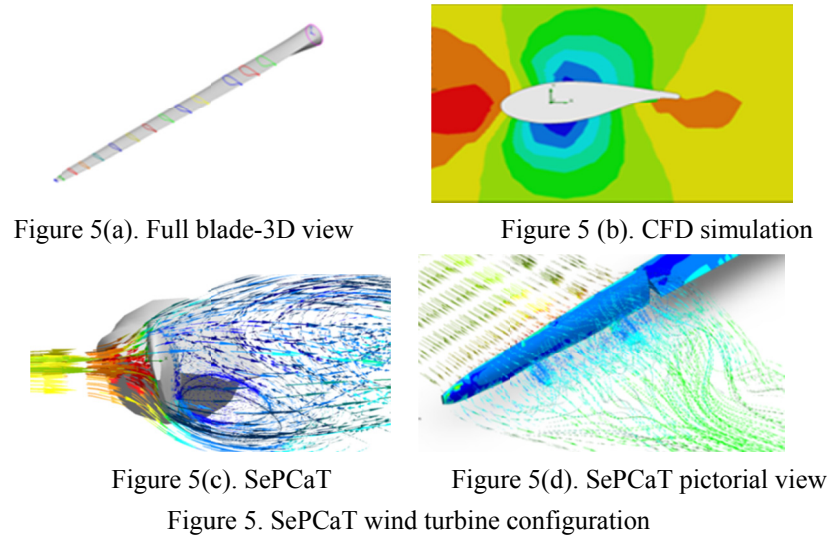 Figure 5(a). Full blade-3D view
Figure 5 (b). CFD simulation
Figure 5(c). SePCaT
Figure 5(d). SePCaT pictorial view
Figure 5. SePCaT wind turbine configuration